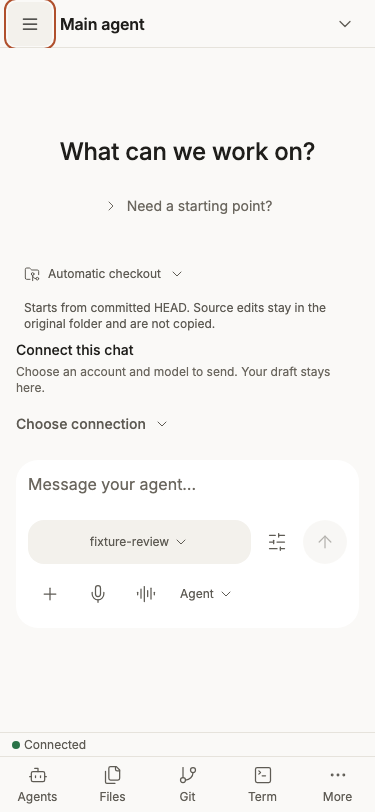 Main agent
What can we work on?
Need a starting point?
Automatic checkout
Starts from committed HEAD. Source edits stay in the
original folder and are not copied.
Connect this chat
Choose an account and model to send. Your draft stays
here.
Choose connection
Message your agent...
fixture-review
Agent
Connected
Agents
Files
Git
Term
More